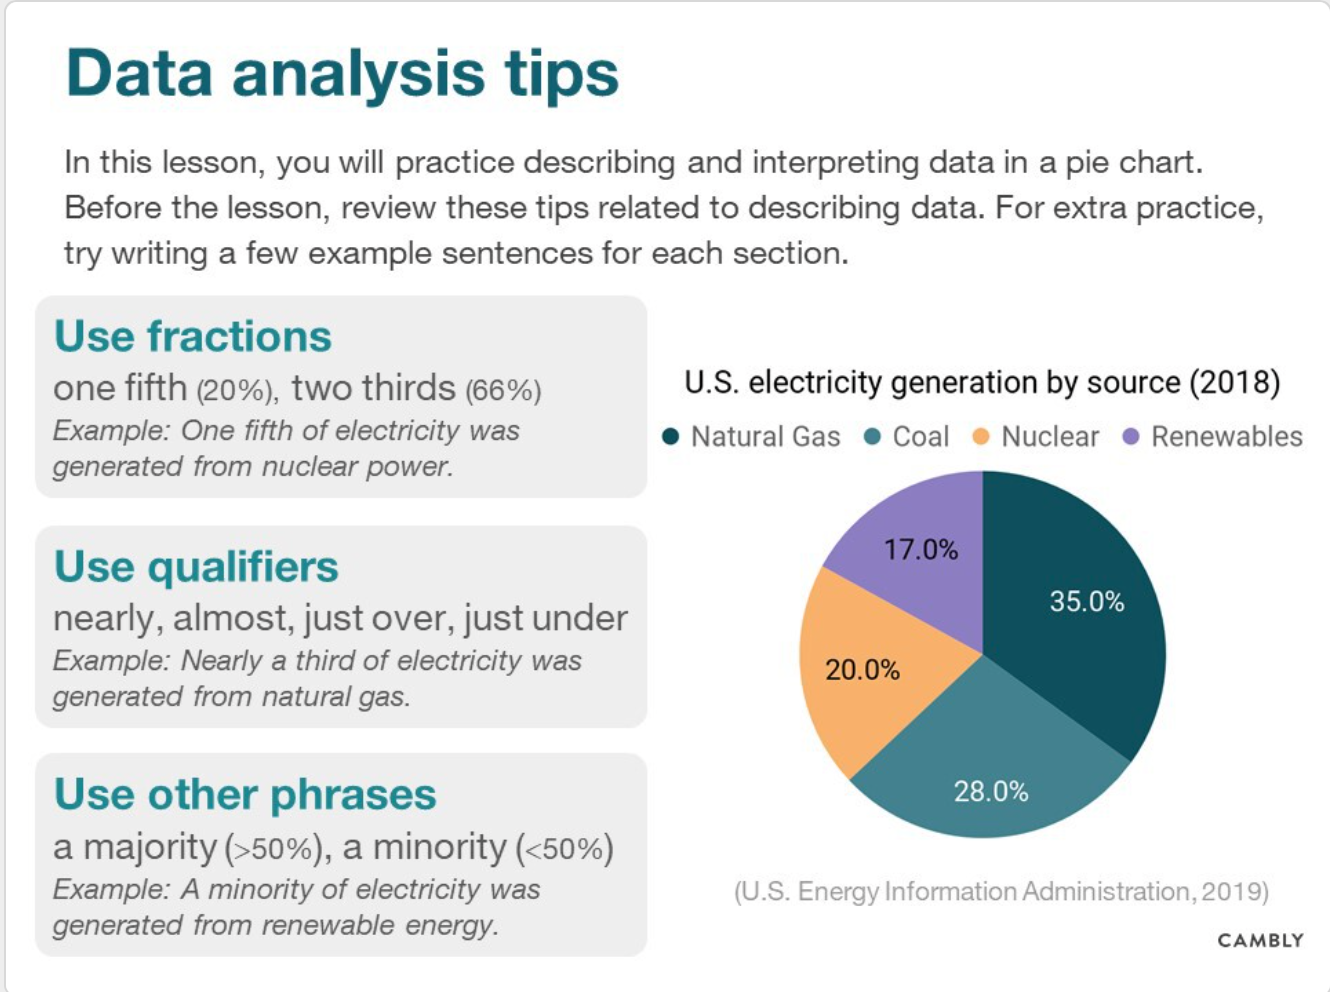 Data analysis tips
In this lesson, you will practice describing and interpreting data in a pie chart.
Before the lesson, review these tips related to describing data. For extra practice,
try writing a few example sentences for each section.
Use fractions
one fifth (20%), two thirds (66%)
Example: One fifth of electricity was
generated from nuclear power.
Use qualifiers
nearly, almost, just over, just under
Example: Nearly a third of electricity was
generated from natural gas.
Use other phrases
a majority (>50%), a minority (<50%)
Example: A minority of electricity was
generated from renewable energy.
U.S. electricity generation by source (2018)
Natural Gas Coal Nuclear Renewables
17.0%
35.0%
20.0%
28.0%
(U.S. Energy Information Administration, 2019)
CAMBLY